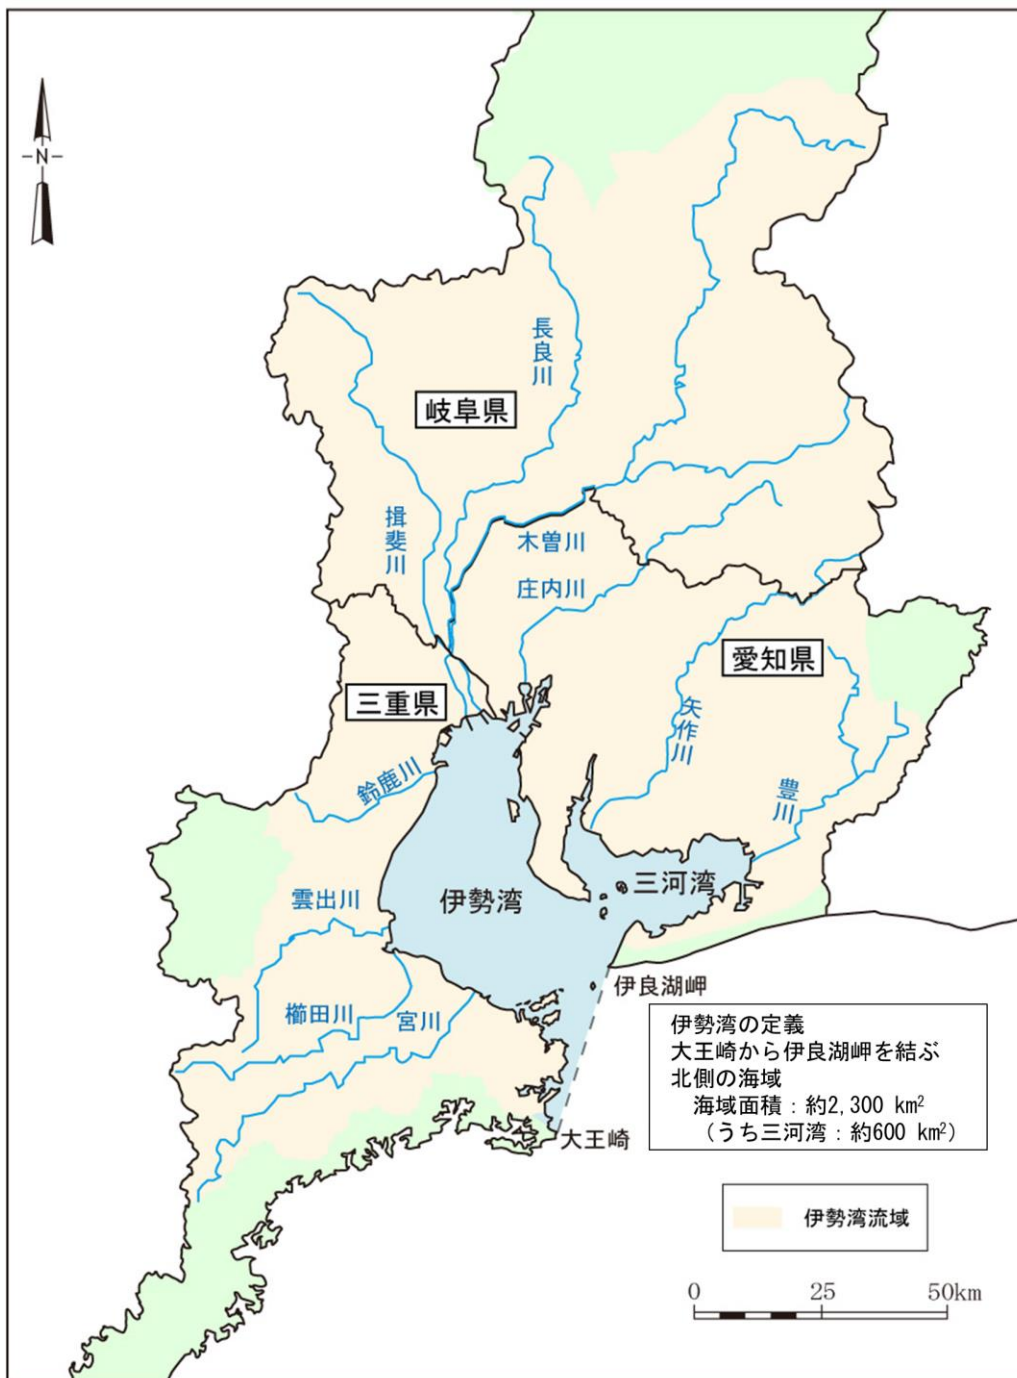 N
長良川
岐阜県
揖斐川
木曽川
庄内川
愛知県
三重県
矢作川
鈴鹿川
豊川
三河湾
伊勢湾
雲出川
伊良湖岬
櫛田川
宮川
伊勢湾の定義
大王崎から伊良湖岬を結ぶ
北側の海域
海域面積：約2,300 km²
（うち三河湾：約600 km²）
大王崎
伊勢湾流域
0 25 50km